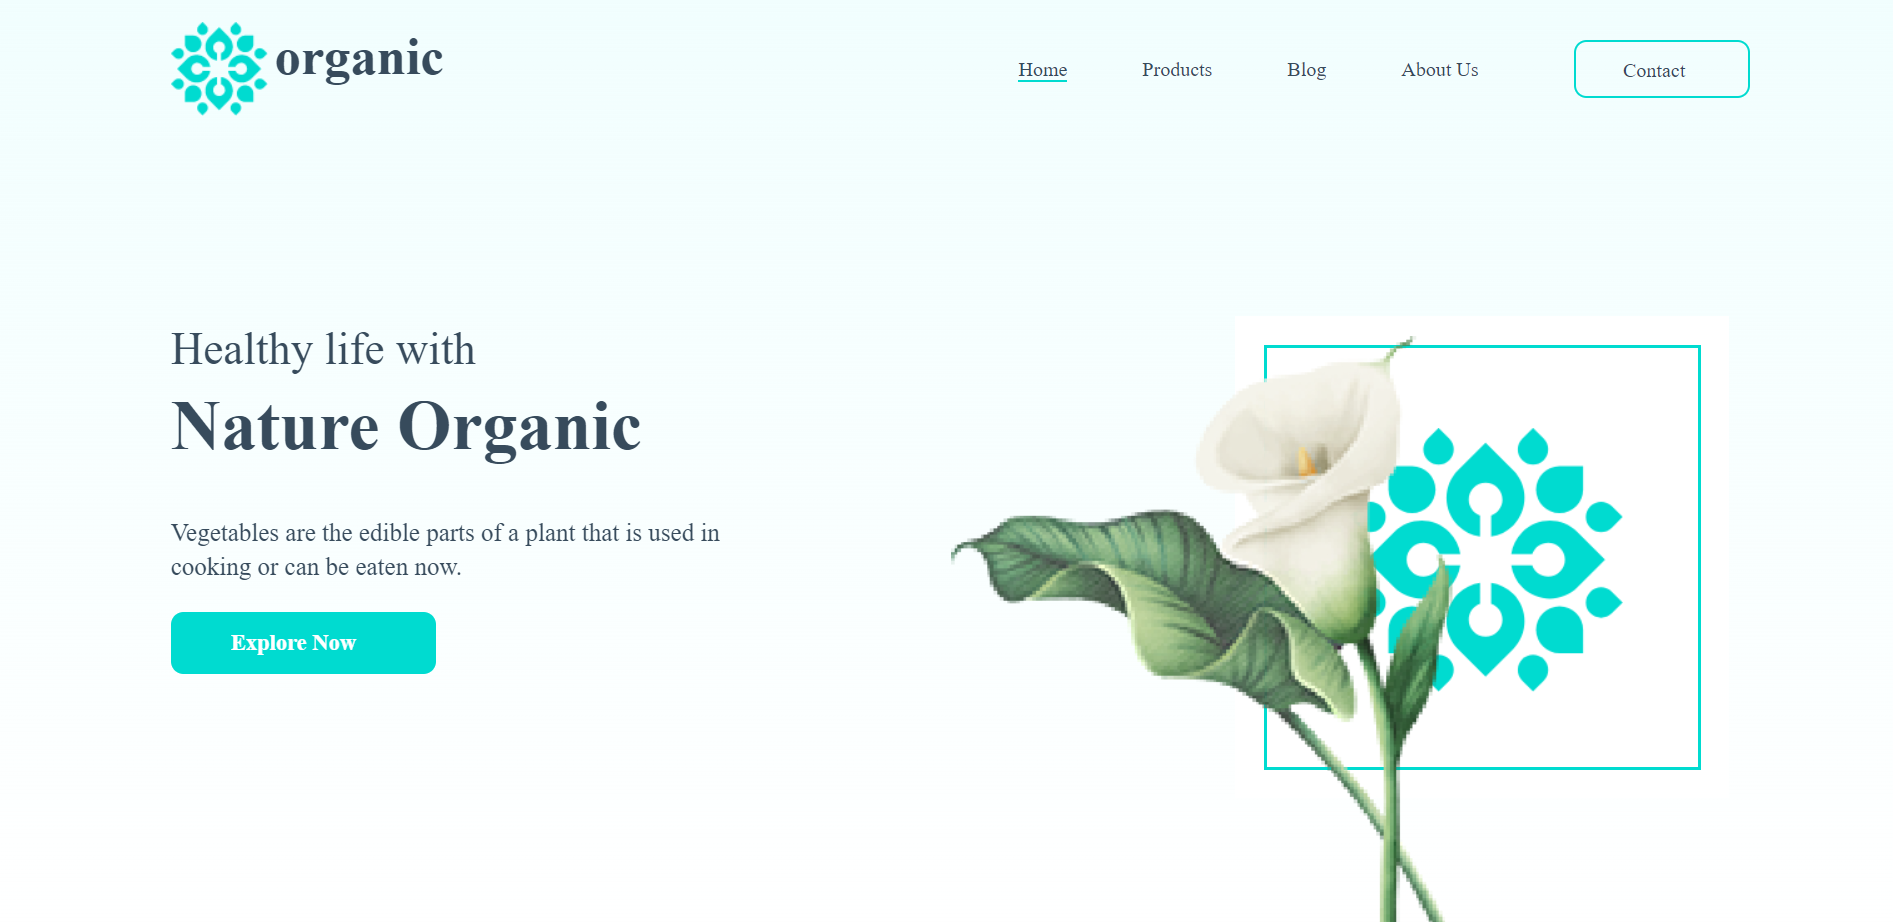 organic
Home
Products
Blog
About Us
Contact
Healthy life with
Nature Organic
Vegetables are the edible parts of a plant that is used in
cooking or can be eaten now.
Explore Now